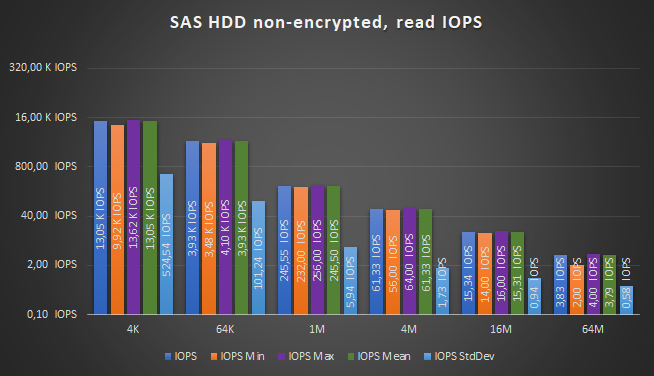 SAS HDD non-encrypted, read IOPS
320,00 K IOPS
16,00 K IOPS
800,00 IOPS
40,00 IOPS
2,00 IOPS
0,10 IOPS
13,05 K IOPS
9,92 K IOPS
13,62 K IOPS
13,05 K IOPS
524,54 IOPS
3,93 K IOPS
3,48 K IOPS
4,10 K IOPS
3,93 K IOPS
101,24 IOPS
245,55 IOPS
232,00 IOPS
256,00 IOPS
245,50 IOPS
5,94 IOPS
61,33 IOPS
56,00 IOPS
64,00 IOPS
61,33 IOPS
1,73 IOPS
15,34 IOPS
14,00 IOPS
16,00 IOPS
15,31 IOPS
0,94 IOPS
3,83 IOPS
2,00 IOPS
4,00 IOPS
3,79 IOPS
0,58 IOPS
4K 64K 1M 4M 16M 64M
IOPS IOPS Min IOPS Max IOPS Mean IOPS StdDev